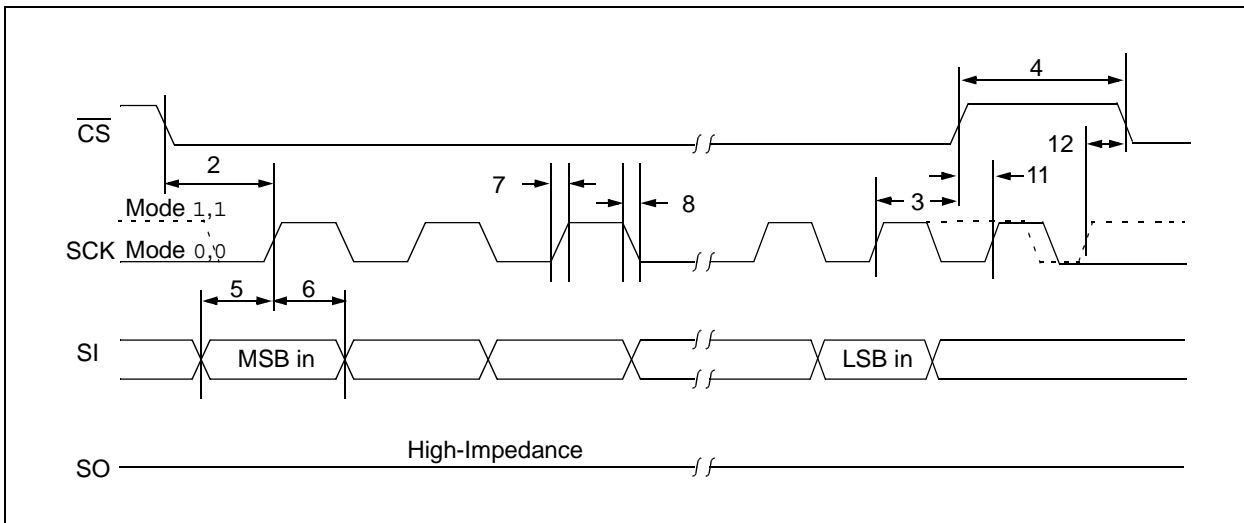 4
CS
12
2
7
8
3
11
Mode 1,1
SCK Mode 0,0
5
6
SI
MSB in
LSB in
High-Impedance
SO